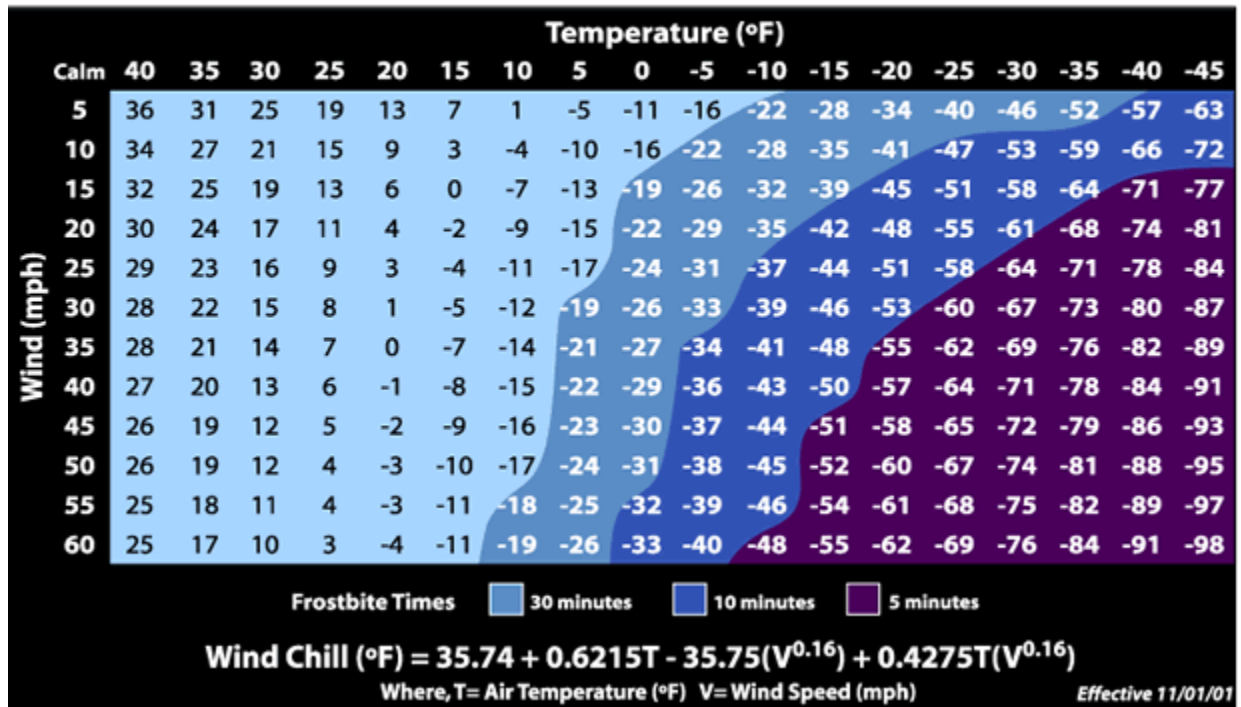 Temperature (ºF)
Calm 40 35 30 25 20 15 10 5 0 -5 -10 -15 -20 -25 -30 -35 -40 -45
5 36 31 25 19 13 7 1 -5 -11 -16 -22 -28 -34 -40 -46 -52 -57 -63
10 34 27 21 15 9 3 -4 -10 -16 -22 -28 -35 -41 -47 -53 -59 -66 -72
15 32 25 19 13 6 0 -7 -13 -19 -26 -32 -39 -45 -51 -58 -64 -71 -77
20 30 24 17 11 4 -2 -9 -15 -22 -29 -35 -42 -48 -55 -61 -68 -74 -81
25 29 23 16 9 3 -4 -11 -17 -24 -31 -37 -44 -51 -58 -64 -71 -78 -84
30 28 22 15 8 1 -5 -12 -19 -26 -33 -39 -46 -53 -60 -67 -73 -80 -87
35 28 21 14 7 0 -7 -14 -21 -27 -34 -41 -48 -55 -62 -69 -76 -82 -89
40 27 20 13 6 -1 -8 -15 -22 -29 -36 -43 -50 -57 -64 -71 -78 -84 -91
45 26 19 12 5 -2 -9 -16 -23 -30 -37 -44 -51 -58 -65 -72 -79 -86 -93
50 26 19 12 4 -3 -10 -17 -24 -31 -38 -45 -52 -60 -67 -74 -81 -88 -95
55 25 18 11 4 -3 -11 -18 -25 -32 -39 -46 -54 -61 -68 -75 -82 -89 -97
60 25 17 10 3 -4 -11 -19 -26 -33 -40 -48 -55 -62 -69 -76 -84 -91 -98
Wind (mph)
Frostbite Times 30 minutes 10 minutes 5 minutes
Wind Chill (ºF) = 35.74 + 0.6215T - 35.75(V^0.16) + 0.4275T(V^0.16)
Where, T= Air Temperature (ºF) V= Wind Speed (mph) Effective 11/01/01